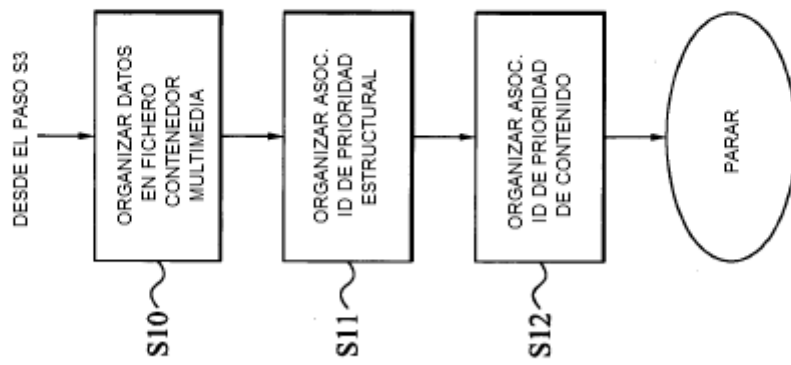 DESDE EL PASO S3
ORGANIZAR DATOS
EN FICHERO
CONTENEDOR
MULTIMEDIA
S10
ORGANIZAR ASOC.
ID DE PRIORIDAD
ESTRUCTURAL
S11
ORGANIZAR ASOC.
ID DE PRIORIDAD
DE CONTENIDO
S12
PARAR